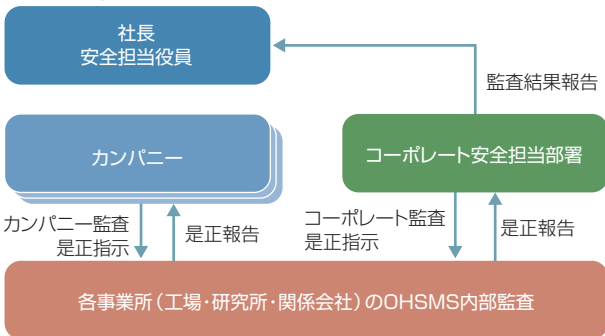 社長
安全担当役員
監査結果報告
カンパニー
コーポレート安全担当部署
カンパニー監査
是正指示
是正報告
コーポレート監査
是正指示
是正報告
各事業所（工場・研究所・関係会社）のOHSMS内部監査